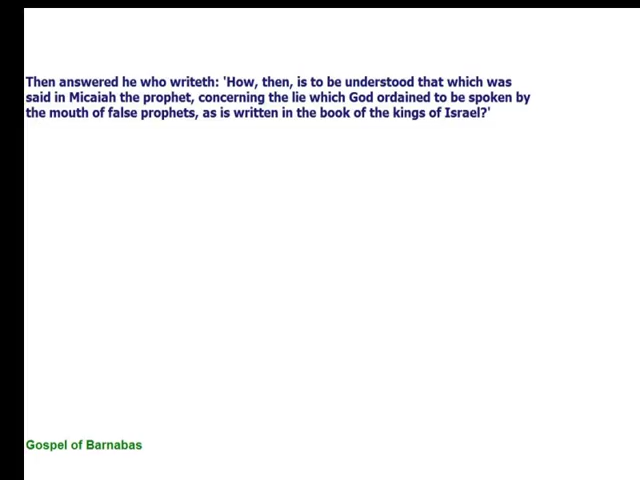 Then answered he who writeth: 'How, then, is to be understood that which was
said in Micaiah the prophet, concerning the lie which God ordained to be spoken by
the mouth of false prophets, as is written in the book of the kings of Israel?'
Gospel of Barnabas